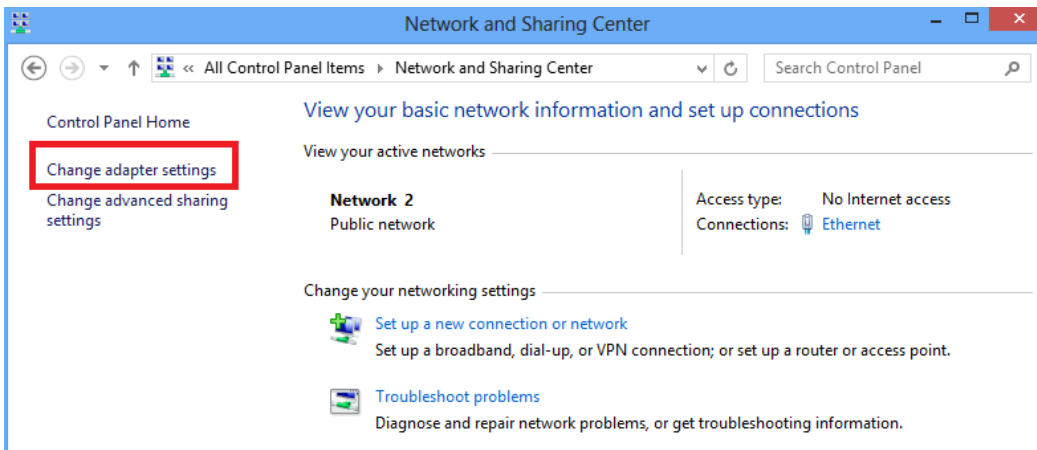 Network and Sharing Center
« All Control Panel Items ▸ Network and Sharing Center
Search Control Panel
Control Panel Home
Change adapter settings
Change advanced sharing
settings
View your basic network information and set up connections
View your active networks
Network 2
Public network
Access type: No Internet access
Connections: Ethernet
Change your networking settings
Set up a new connection or network
Set up a broadband, dial-up, or VPN connection; or set up a router or access point.
Troubleshoot problems
Diagnose and repair network problems, or get troubleshooting information.